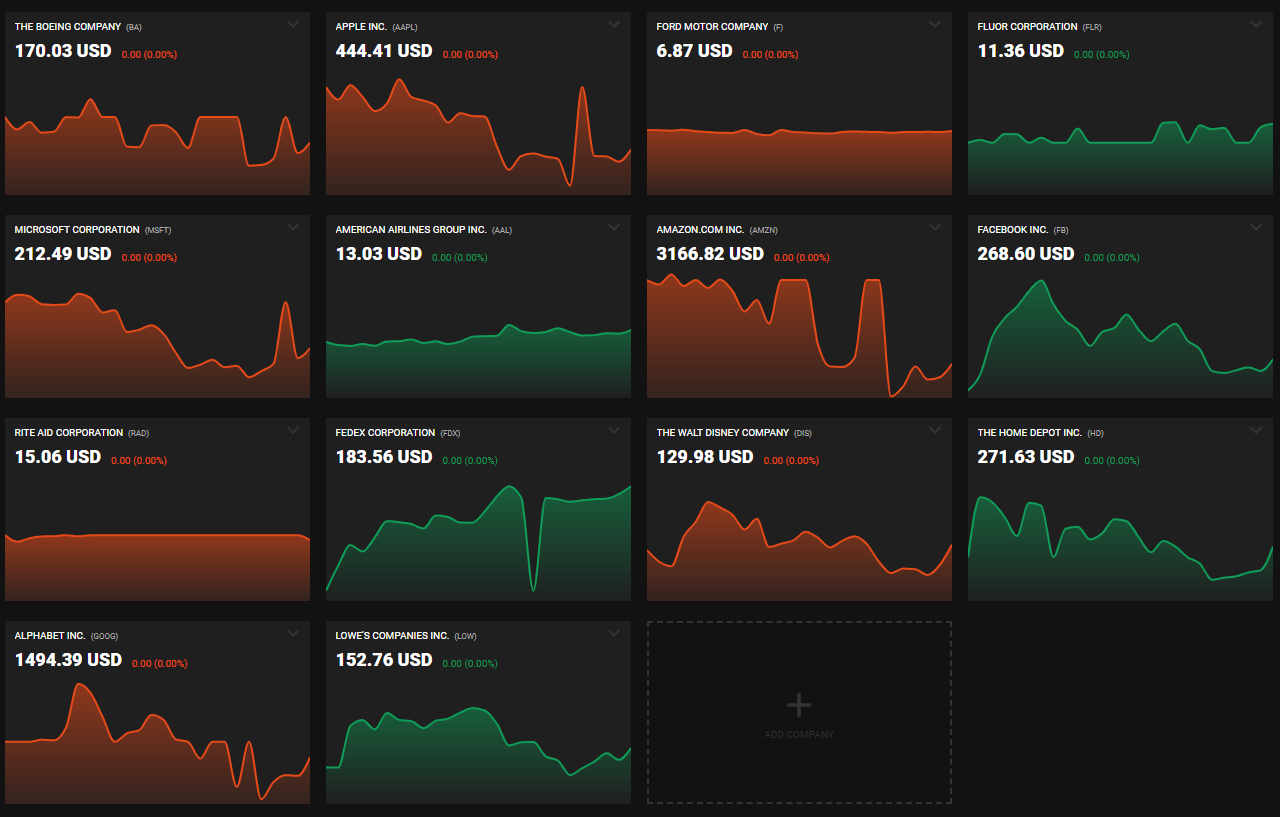 THE BOEING COMPANY (BA)
170.03 USD 0.00 (0.00%)
APPLE INC. (AAPL)
444.41 USD 0.00 (0.00%)
FORD MOTOR COMPANY (F)
6.87 USD 0.00 (0.00%)
FLUOR CORPORATION (FLR)
11.36 USD 0.00 (0.00%)
MICROSOFT CORPORATION (MSFT)
212.49 USD 0.00 (0.00%)
AMERICAN AIRLINES GROUP INC. (AAL)
13.03 USD 0.00 (0.00%)
AMAZON.COM INC. (AMZN)
3166.82 USD 0.00 (0.00%)
FACEBOOK INC. (FB)
268.60 USD 0.00 (0.00%)
RITE AID CORPORATION (RAD)
15.06 USD 0.00 (0.00%)
FEDEX CORPORATION (FDX)
183.56 USD 0.00 (0.00%)
THE WALT DISNEY COMPANY (DIS)
129.98 USD 0.00 (0.00%)
THE HOME DEPOT INC. (HD)
271.63 USD 0.00 (0.00%)
ALPHABET INC. (GOOG)
1494.39 USD 0.00 (0.00%)
LOWE'S COMPANIES INC. (LOW)
152.76 USD 0.00 (0.00%)
ADD COMPANY